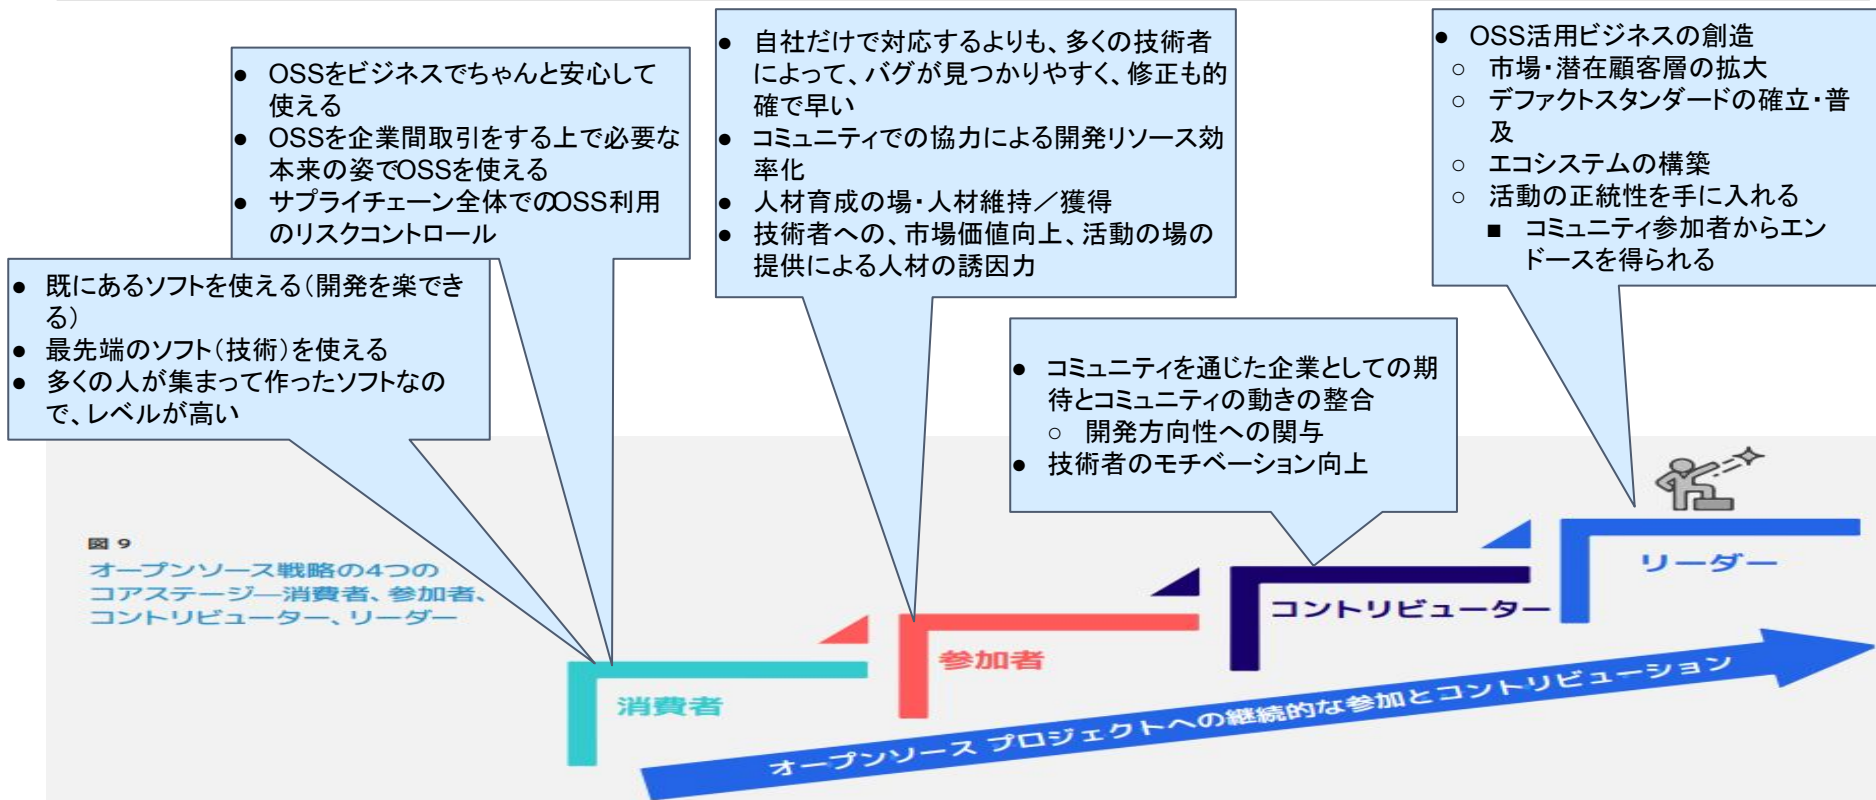 ● OSSをビジネスでちゃんと安心して
使える
● OSSを企業間取引をする上で必要な
本来の姿でOSSを使える
● サプライチェーン全体でのOSS利用
のリスクコントロール
● 既にあるソフトを使える(開発を楽でき
る)
● 最先端のソフト(技術)を使える
● 多くの人が集まって作ったソフトなの
で、レベルが高い
● 自社だけで対応するよりも、多くの技術者
によって、バグが見つかりやすく、修正も的
確で早い
● コミュニティでの協力による開発リソース効
率化
● 人材育成の場・人材維持/獲得
● 技術者への、市場価値向上、活動の場の
提供による人材の誘因力
● コミュニティを通じた企業としての期
待とコミュニティの動きの整合
○ 開発方向性への関与
● 技術者のモチベーション向上
● OSS活用ビジネスの創造
○ 市場・潜在顧客層の拡大
○ デファクトスタンダードの確立・普
及
○ エコシステムの構築
○ 活動の正統性を手に入れる
■ コミュニティ参加者からエン
ドースを得られる
図 9
オープンソース戦略の4つの
コアステージ—消費者、参加者、
コントリビューター、リーダー
消費者
参加者
コントリビューター
リーダー
オープンソース プロジェクトへの継続的な参加とコントリビューション